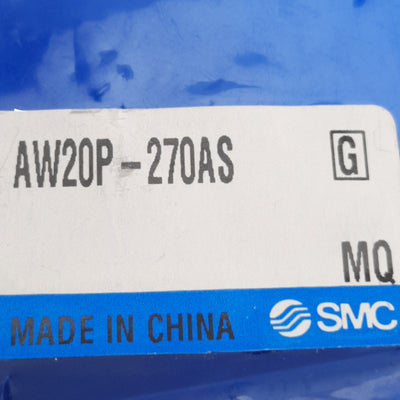 AW20P-270AS G
MQ
MADE IN CHINA SMC